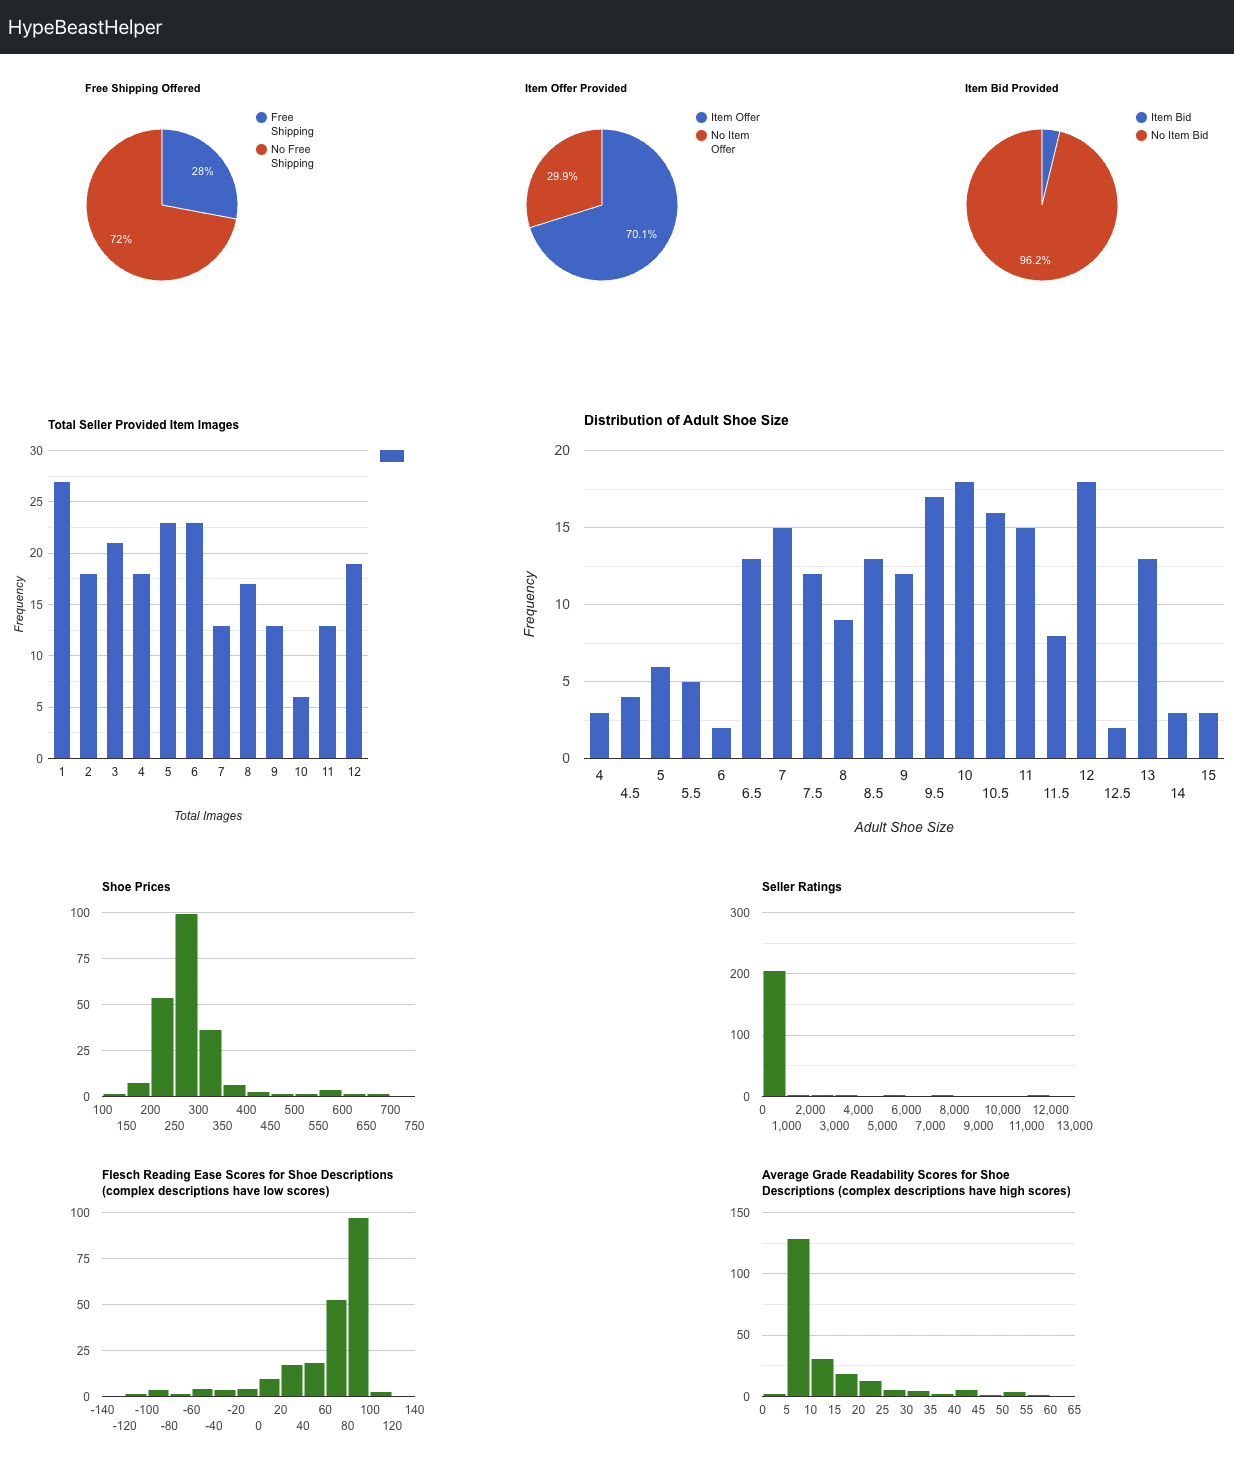 HypeBeastHelper
Free Shipping Offered
Free
Shipping
No Free
Shipping
28%
72%
Item Offer Provided
Item Offer
No Item
Offer
29.9%
70.1%
Item Bid Provided
Item Bid
No Item Bid
96.2%
Total Seller Provided Item Images
30
25
20
15
10
5
0
Frequency
1 2 3 4 5 6 7 8 9 10 11 12
Total Images
Distribution of Adult Shoe Size
20
15
10
5
0
Frequency
4 5 6 7 8 9 10 11 12 13 15
4.5 5.5 6.5 7.5 8.5 9.5 10.5 11.5 12.5 14
Adult Shoe Size
Shoe Prices
100
75
50
25
0
100 200 300 400 500 600 700
150 250 350 450 550 650 750
Seller Ratings
300
200
100
0
0 2,000 4,000 6,000 8,000 10,000 12,000
1,000 3,000 5,000 7,000 9,000 11,000 13,000
Flesch Reading Ease Scores for Shoe Descriptions
(complex descriptions have low scores)
100
75
50
25
0
-140 -100 -60 -20 20 60 100 140
-120 -80 -40 0 40 80 120
Average Grade Readability Scores for Shoe
Descriptions (complex descriptions have high scores)
150
100
50
0
0 5 10 15 20 25 30 35 40 45 50 55 60 65